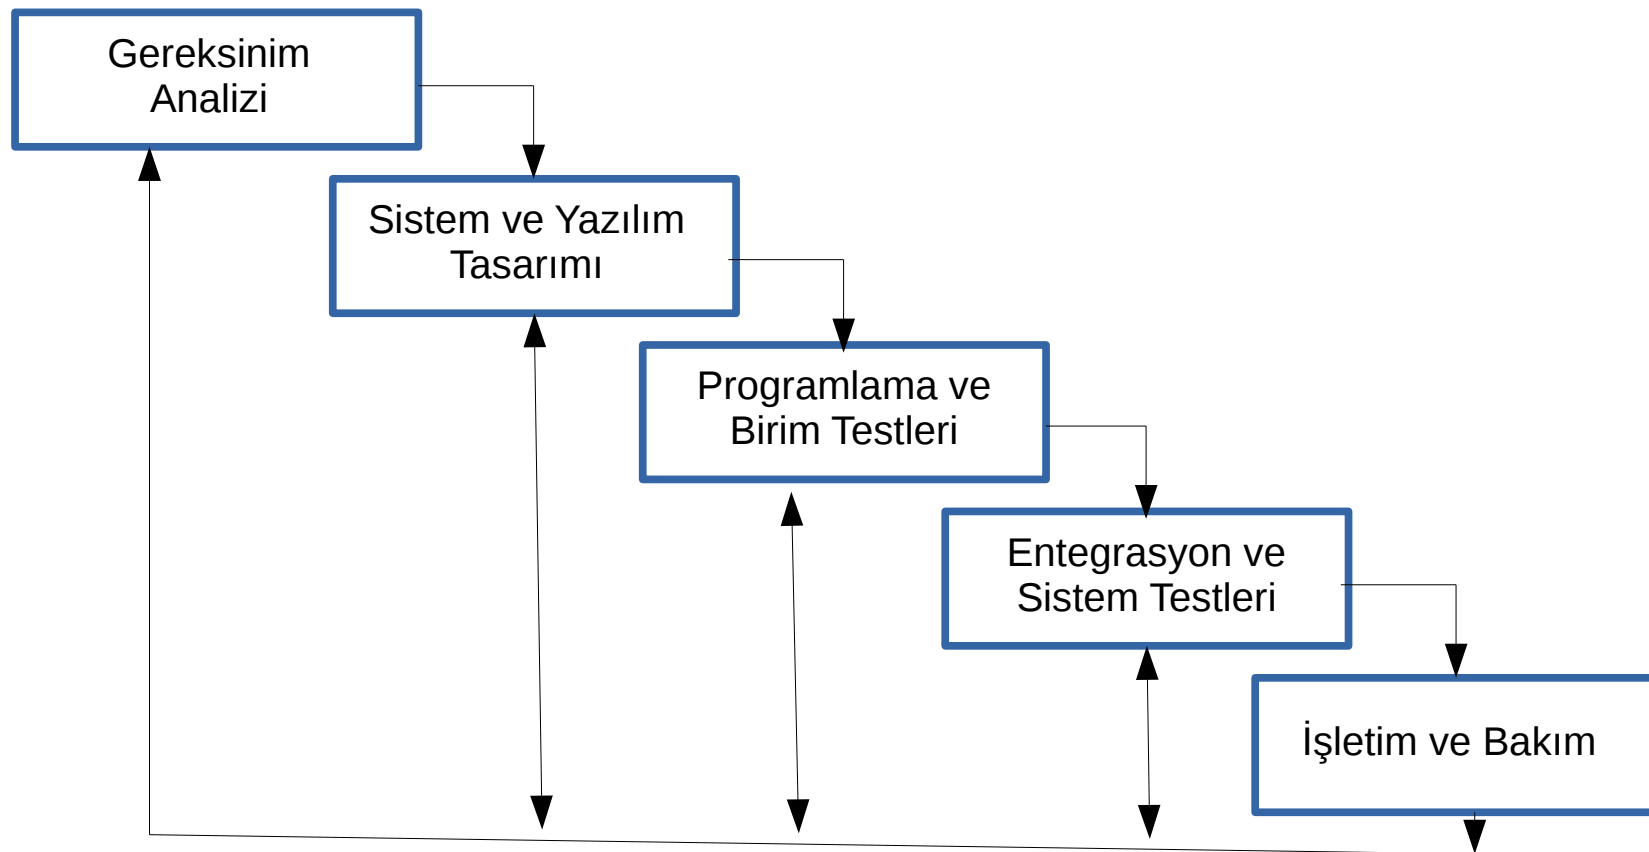 Gereksinim
Analizi
Sistem ve Yazılım
Tasarımı
Programlama ve
Birim Testleri
Entegrasyon ve
Sistem Testleri
İşletim ve Bakım